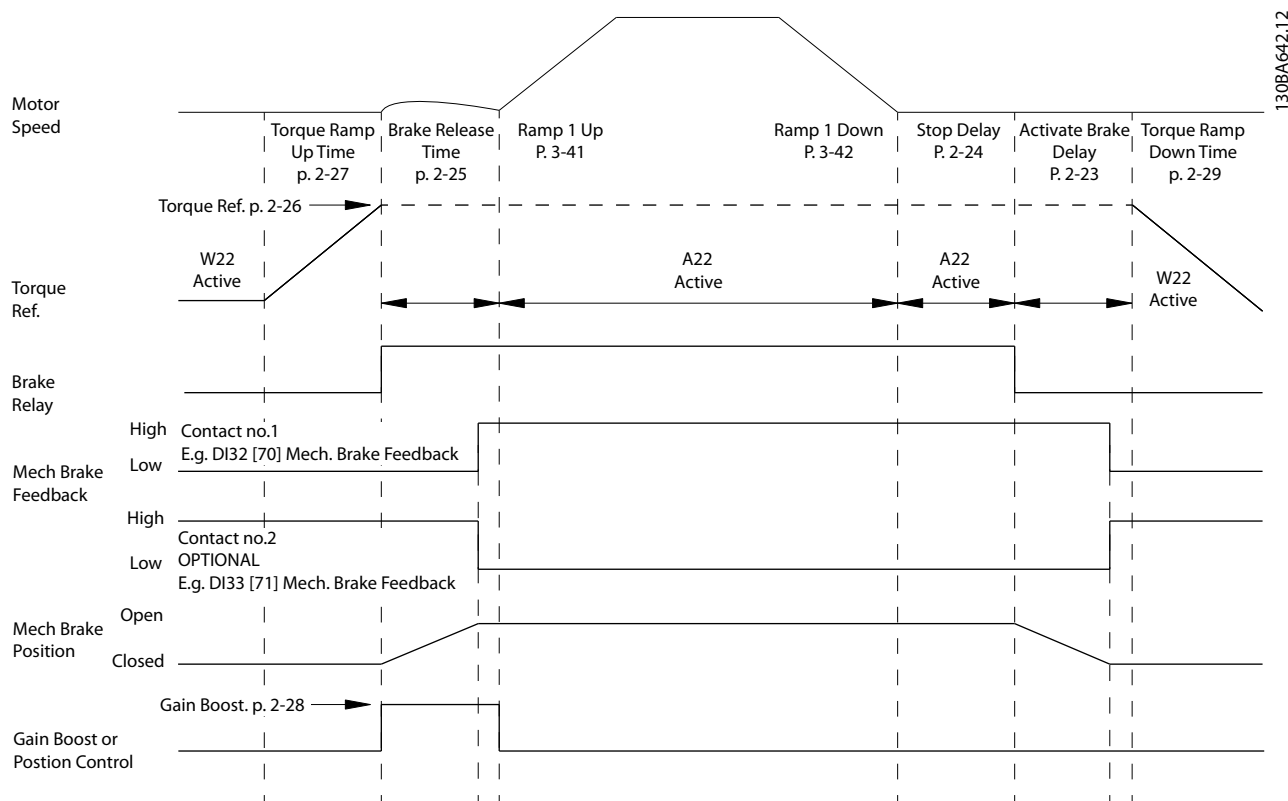 130BA642.12
Motor
Speed
Torque Ramp
Up Time
p. 2-27
Brake Release
Time
p. 2-25
Ramp 1 Up
P. 3-41
Ramp 1 Down
P. 3-42
Stop Delay
P. 2-24
Activate Brake
Delay
P. 2-23
Torque Ramp
Down Time
p. 2-29
Torque Ref. p. 2-26
Torque
Ref.
W22
Active
A22
Active
A22
Active
W22
Active
Brake
Relay
Mech Brake
Feedback
High
Low
Contact no.1
E.g. DI32 [70] Mech. Brake Feedback
High
Low
Contact no.2
OPTIONAL
E.g. DI33 [71] Mech. Brake Feedback
Mech Brake
Position
Open
Closed
Gain Boost. p. 2-28
Gain Boost or
Postion Control